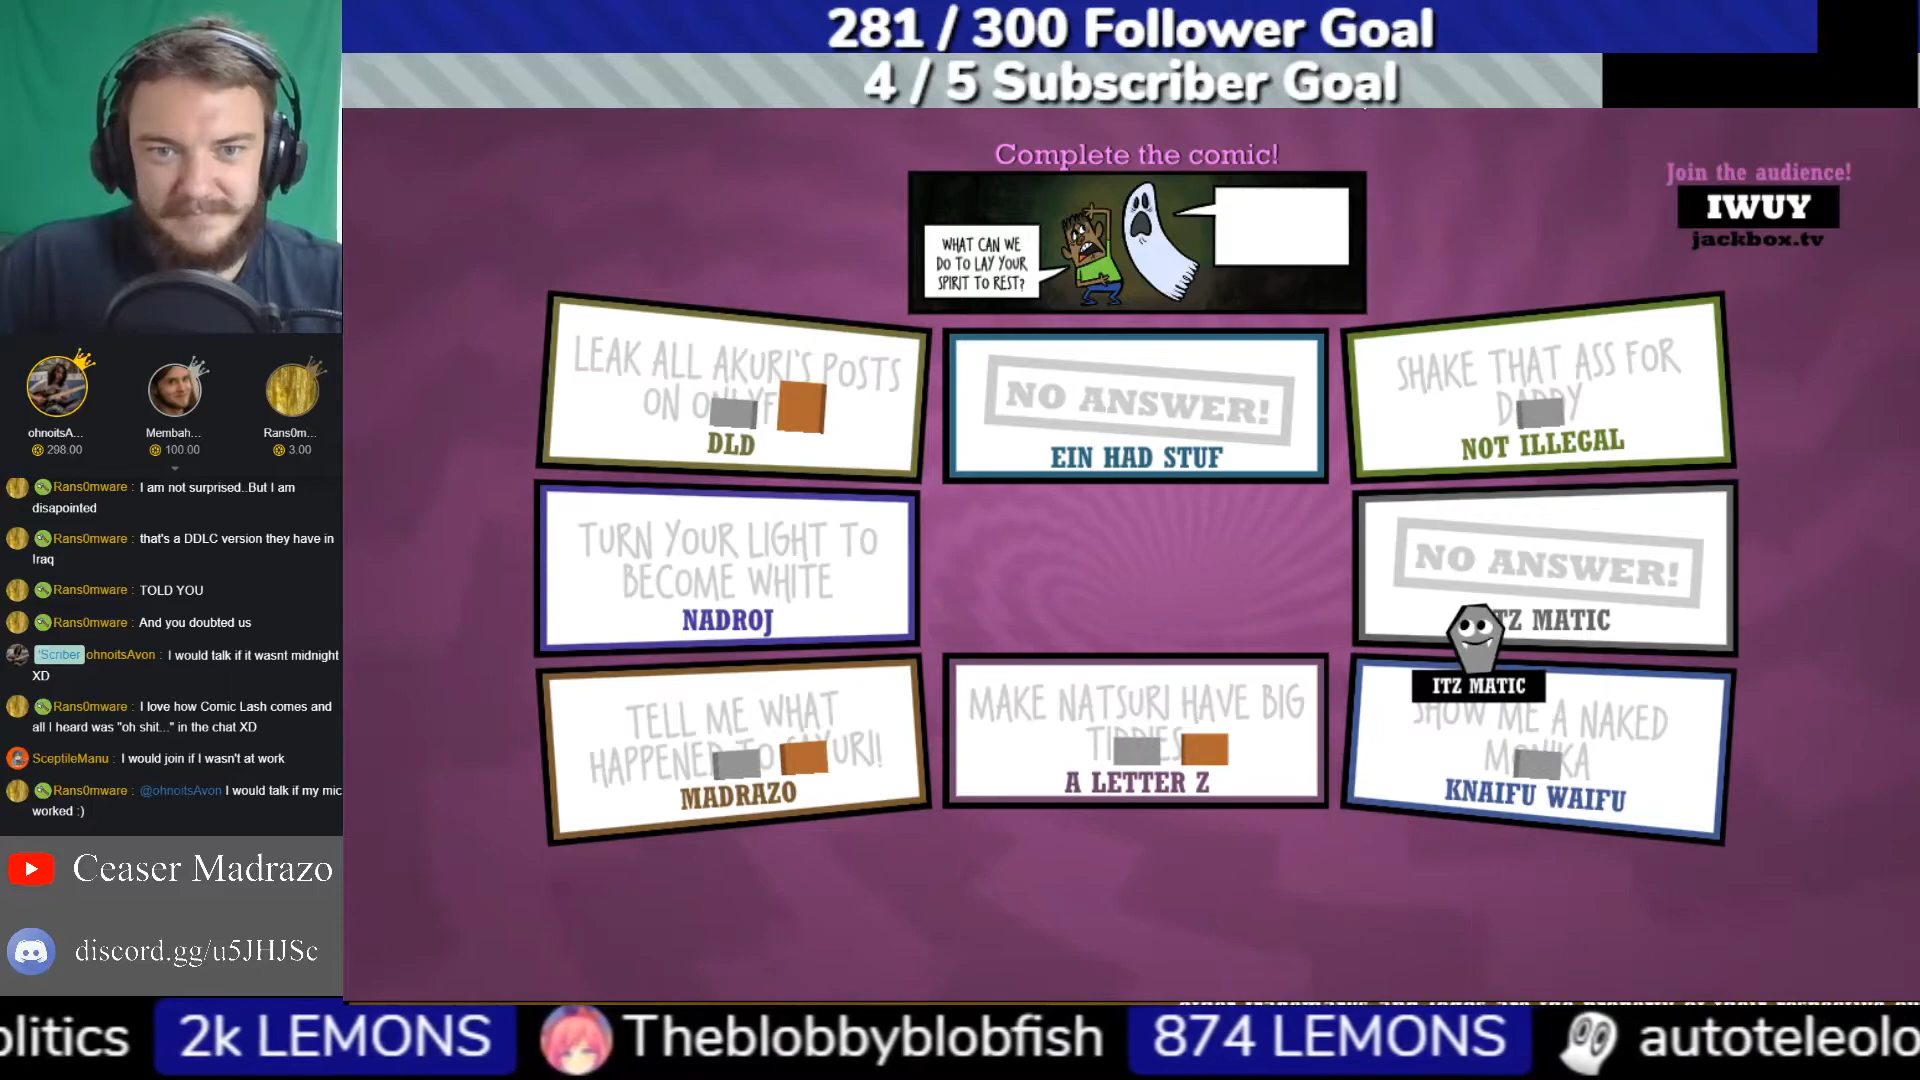 281 / 300 Follower Goal
4 / 5 Subscriber Goal
Complete the comic!
WHAT CAN WE
DO TO LAY YOUR
SPIRIT TO REST?
Join the audience!
IWUY
jackbox.tv
LEAK ALL AKURI'S POSTS
ON
DLD
NO ANSWER!
EIN HAD STUF
SHAKE THAT ASS FOR
NOT ILLEGAL
TURN YOUR LIGHT TO
BECOME WHITE
NADROJ
NO ANSWER!
TZ MATIC
ITZ MATIC
TELL ME WHAT
HAPPENED TO
MADRAZO
MAKE NATSURI HAVE BIG
A LETTER Z
SHOW ME A NAKED
KNAIFU WAIFU
ohnoitsA...
298.00
Membah...
100.00
Rans0m...
3.00
Rans0mware : I am not surprised..But I am
disapointed
Rans0mware : that's a DDLC version they have in
Iraq
Rans0mware : TOLD YOU
Rans0mware : And you doubted us
'Scriber ohnoitsAvon : I would talk if it wasnt midnight
XD
Rans0mware : I love how Comic Lash comes and
all I heard was "oh shit..." in the chat XD
SceptileManu : I would join if I wasn't at work
Rans0mware : @ohnoitsAvon I would talk if my mic
worked :)
Ceaser Madrazo
discord.gg/u5JHJSc
olitics
2k LEMONS
Theblobbyblobfish
874 LEMONS
autoteleolo